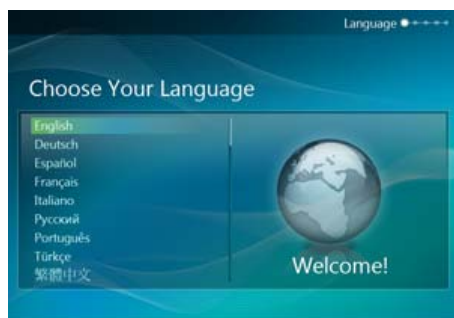 Language
Choose Your Language
English
Deutsch
Español
Français
Italiano
Русский
Português
Türkçe
繁體中文
Welcome!